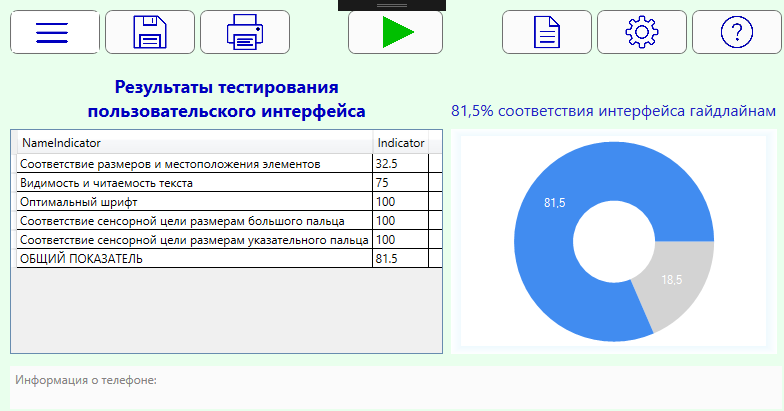 Результаты тестирования
пользовательского интерфейса
81,5% соответствия интерфейса гайдлайнам
NameIndicator Indicator
Соответствие размеров и местоположения элементов 32.5
Видимость и читаемость текста 75
Оптимальный шрифт 100
Соответствие сенсорной цели размерам большого пальца 100
Соответствие сенсорной цели размерам указательного пальца 100
ОБЩИЙ ПОКАЗАТЕЛЬ 81.5
81,5
18,5
Информация о телефоне: